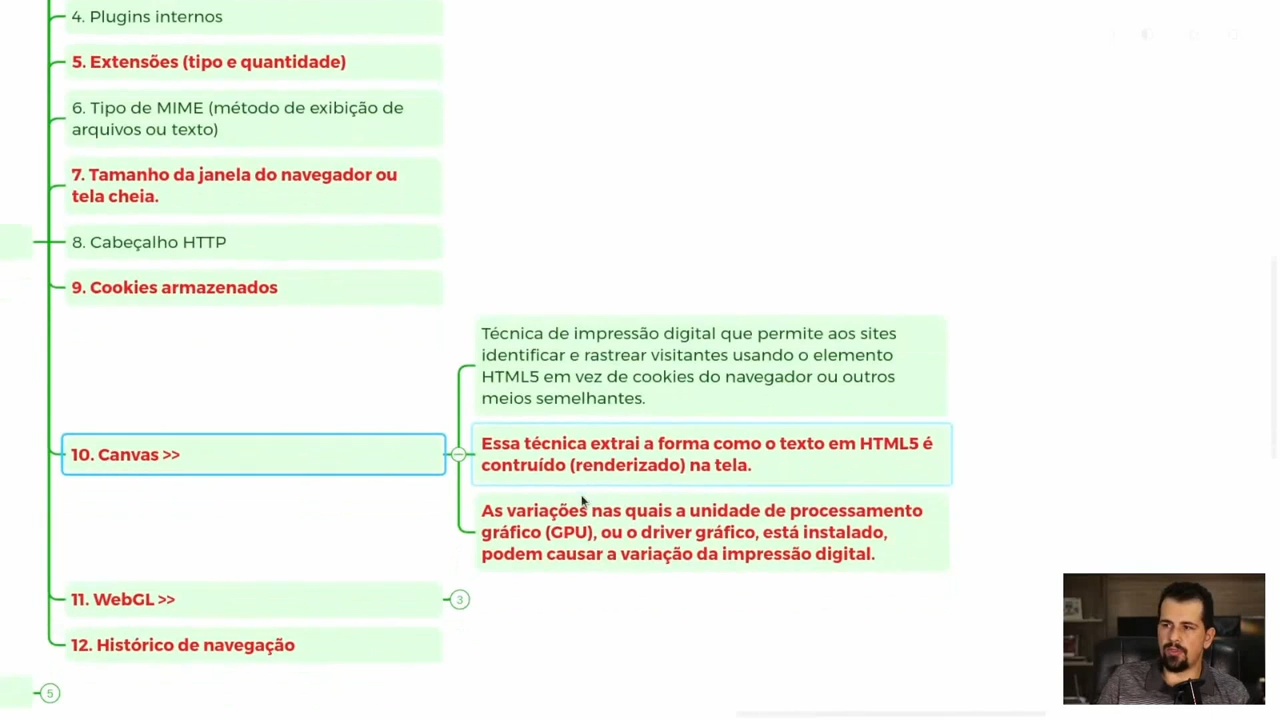 4. Plugins internos
5. Extensões (tipo e quantidade)
6. Tipo de MIME (método de exibição de
arquivos ou texto)
7. Tamanho da janela do navegador ou
tela cheia.
8. Cabeçalho HTTP
9. Cookies armazenados
10. Canvas >>
Técnica de impressão digital que permite aos sites
identificar e rastrear visitantes usando o elemento
HTML5 em vez de cookies do navegador ou outros
meios semelhantes.
Essa técnica extrai a forma como o texto em HTML5 é
contruído (renderizado) na tela.
As variações nas quais a unidade de processamento
gráfico (GPU), ou o driver gráfico, está instalado,
podem causar a variação da impressão digital.
11. WebGL >>
3
12. Histórico de navegação
5